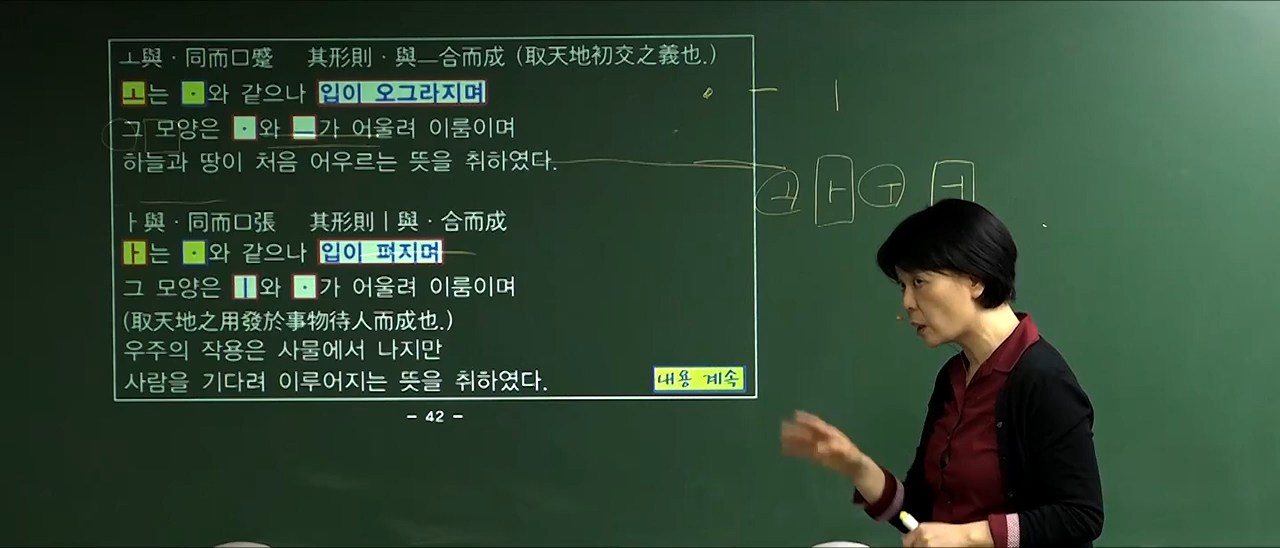 ㅗ與ㆍ同而口蹙 其形則ㆍ與ㅡ合而成 (取天地初交之義也.)
ㅗ는 ㆍ와 같으나 입이 오그라지며
그 모양은 ㆍ와 ㅡ가 어울려 이룸이며
하늘과 땅이 처음 어우르는 뜻을 취하였다.
ㅏ與ㆍ同而口張 其形則ㅣ與ㆍ合而成
ㅏ는 ㆍ와 같으나 입이 펴지며
그 모양은 ㅣ와 ㆍ가 어울려 이룸이며
(取天地之用發於事物待人而成也.)
우주의 작용은 사물에서 나지만
사람을 기다려 이루어지는 뜻을 취하였다.
내용 계속
- 42 -
ㆍ ㅡ ㅣ
ㅗ ㅏ ㅜ ㅓ